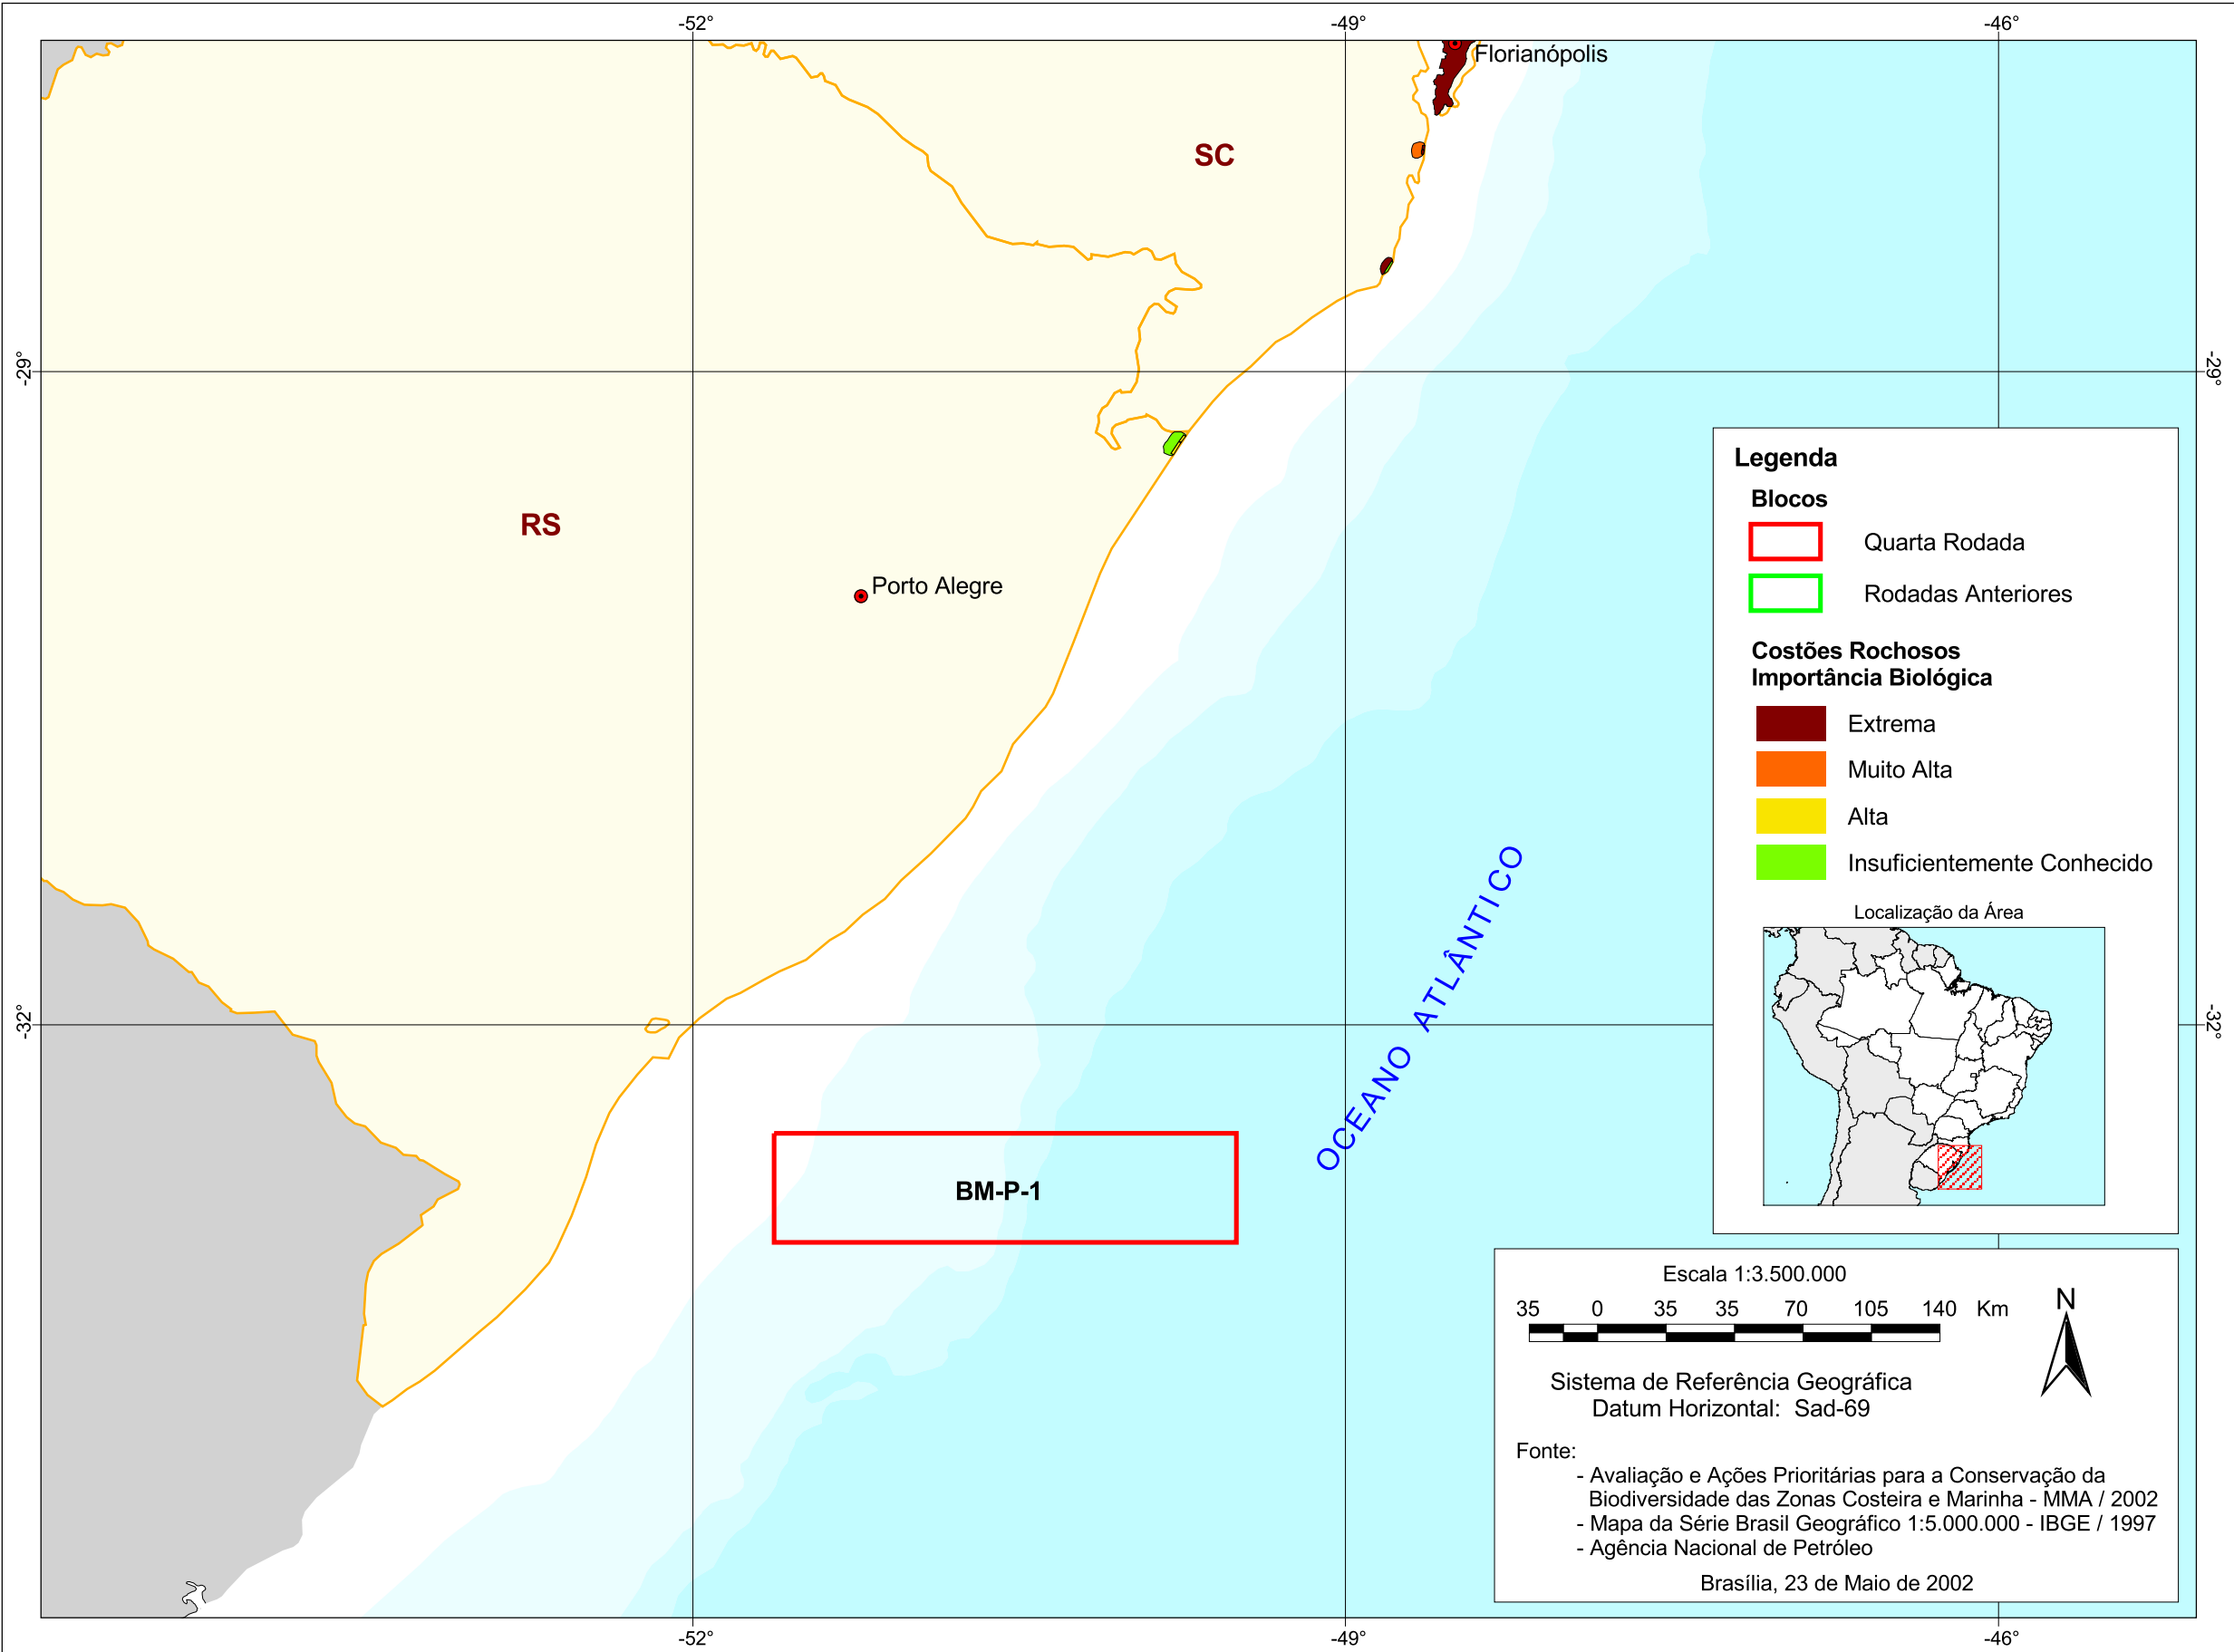 -52°
-49°
-46°
Florianópolis
SC
-29°
-29°
RS
Porto Alegre
Legenda
Blocos
Quarta Rodada
Rodadas Anteriores
Costões Rochosos
Importância Biológica
Extrema
Muito Alta
Alta
Insuficientemente Conhecido
Localização da Área
OCEANO ATLÂNTICO
-32°
-32°
BM-P-1
Escala 1:3.500.000
35 0 35 35 70 105 140 Km
N
Sistema de Referência Geográfica
Datum Horizontal: Sad-69
Fonte:
- Avaliação e Ações Prioritárias para a Conservação da
Biodiversidade das Zonas Costeira e Marinha - MMA / 2002
- Mapa da Série Brasil Geográfico 1:5.000.000 - IBGE / 1997
- Agência Nacional de Petróleo
Brasília, 23 de Maio de 2002
-52°
-49°
-46°